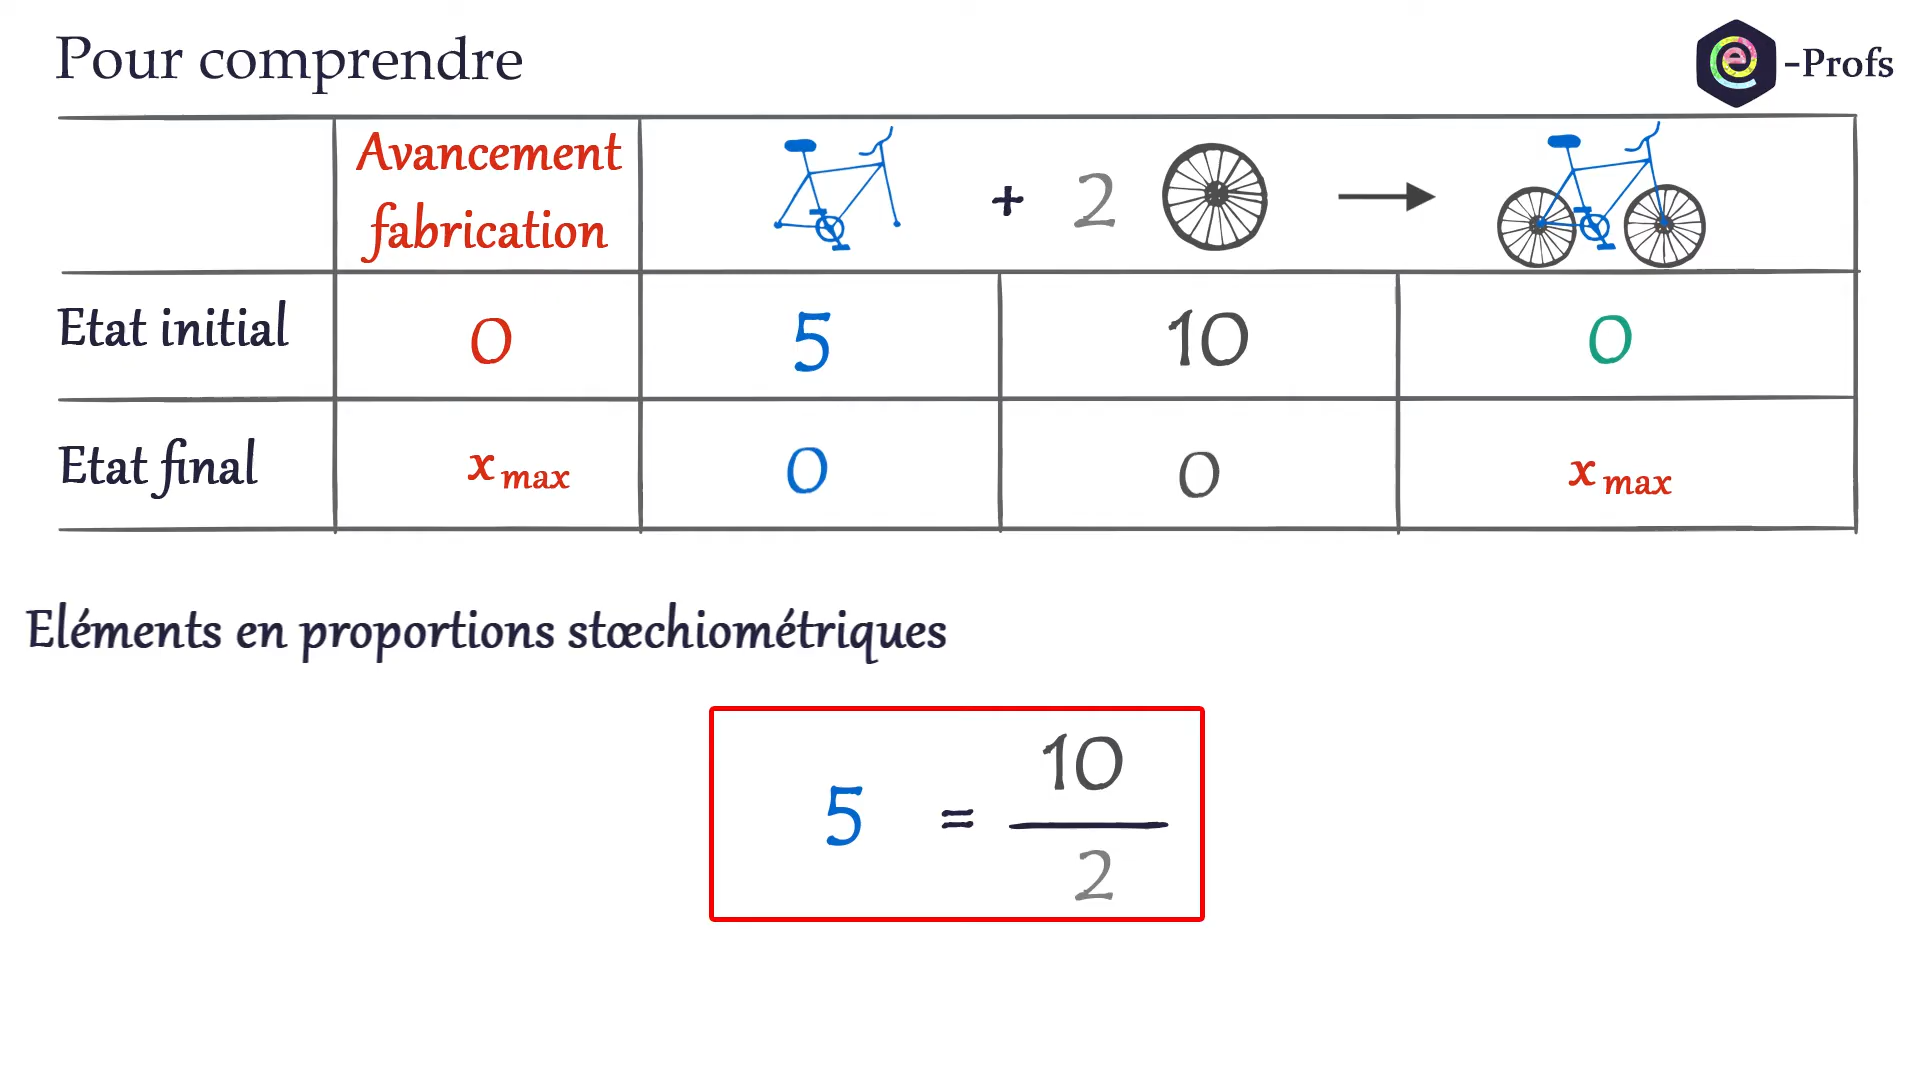 Pour comprendre
e-Profs
Avancement
fabrication
+ 2
Etat initial 0 5 10 0
Etat final x max 0 0 x max
Eléments en proportions stœchiométriques
10
5 =
2